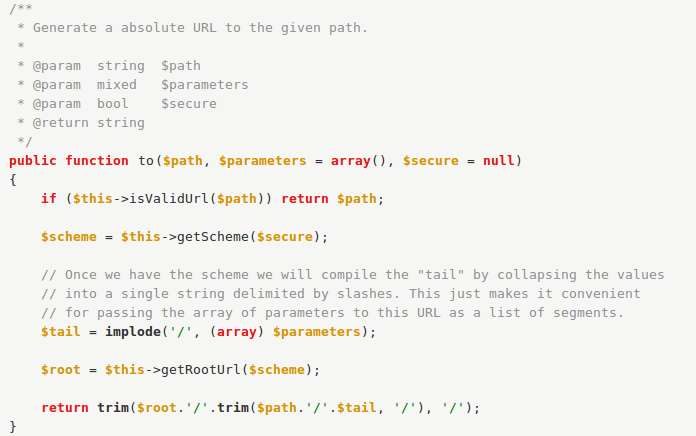 /**
 * Generate a absolute URL to the given path.
 *
 * @param  string  $path
 * @param  mixed   $parameters
 * @param  bool    $secure
 * @return string
 */
public function to($path, $parameters = array(), $secure = null)
{
    if ($this->isValidUrl($path)) return $path;

    $scheme = $this->getScheme($secure);

    // Once we have the scheme we will compile the "tail" by collapsing the values
    // into a single string delimited by slashes. This just makes it convenient
    // for passing the array of parameters to this URL as a list of segments.
    $tail = implode('/', (array) $parameters);

    $root = $this->getRootUrl($scheme);

    return trim($root.'/'.trim($path.'/'.$tail, '/'), '/');
}